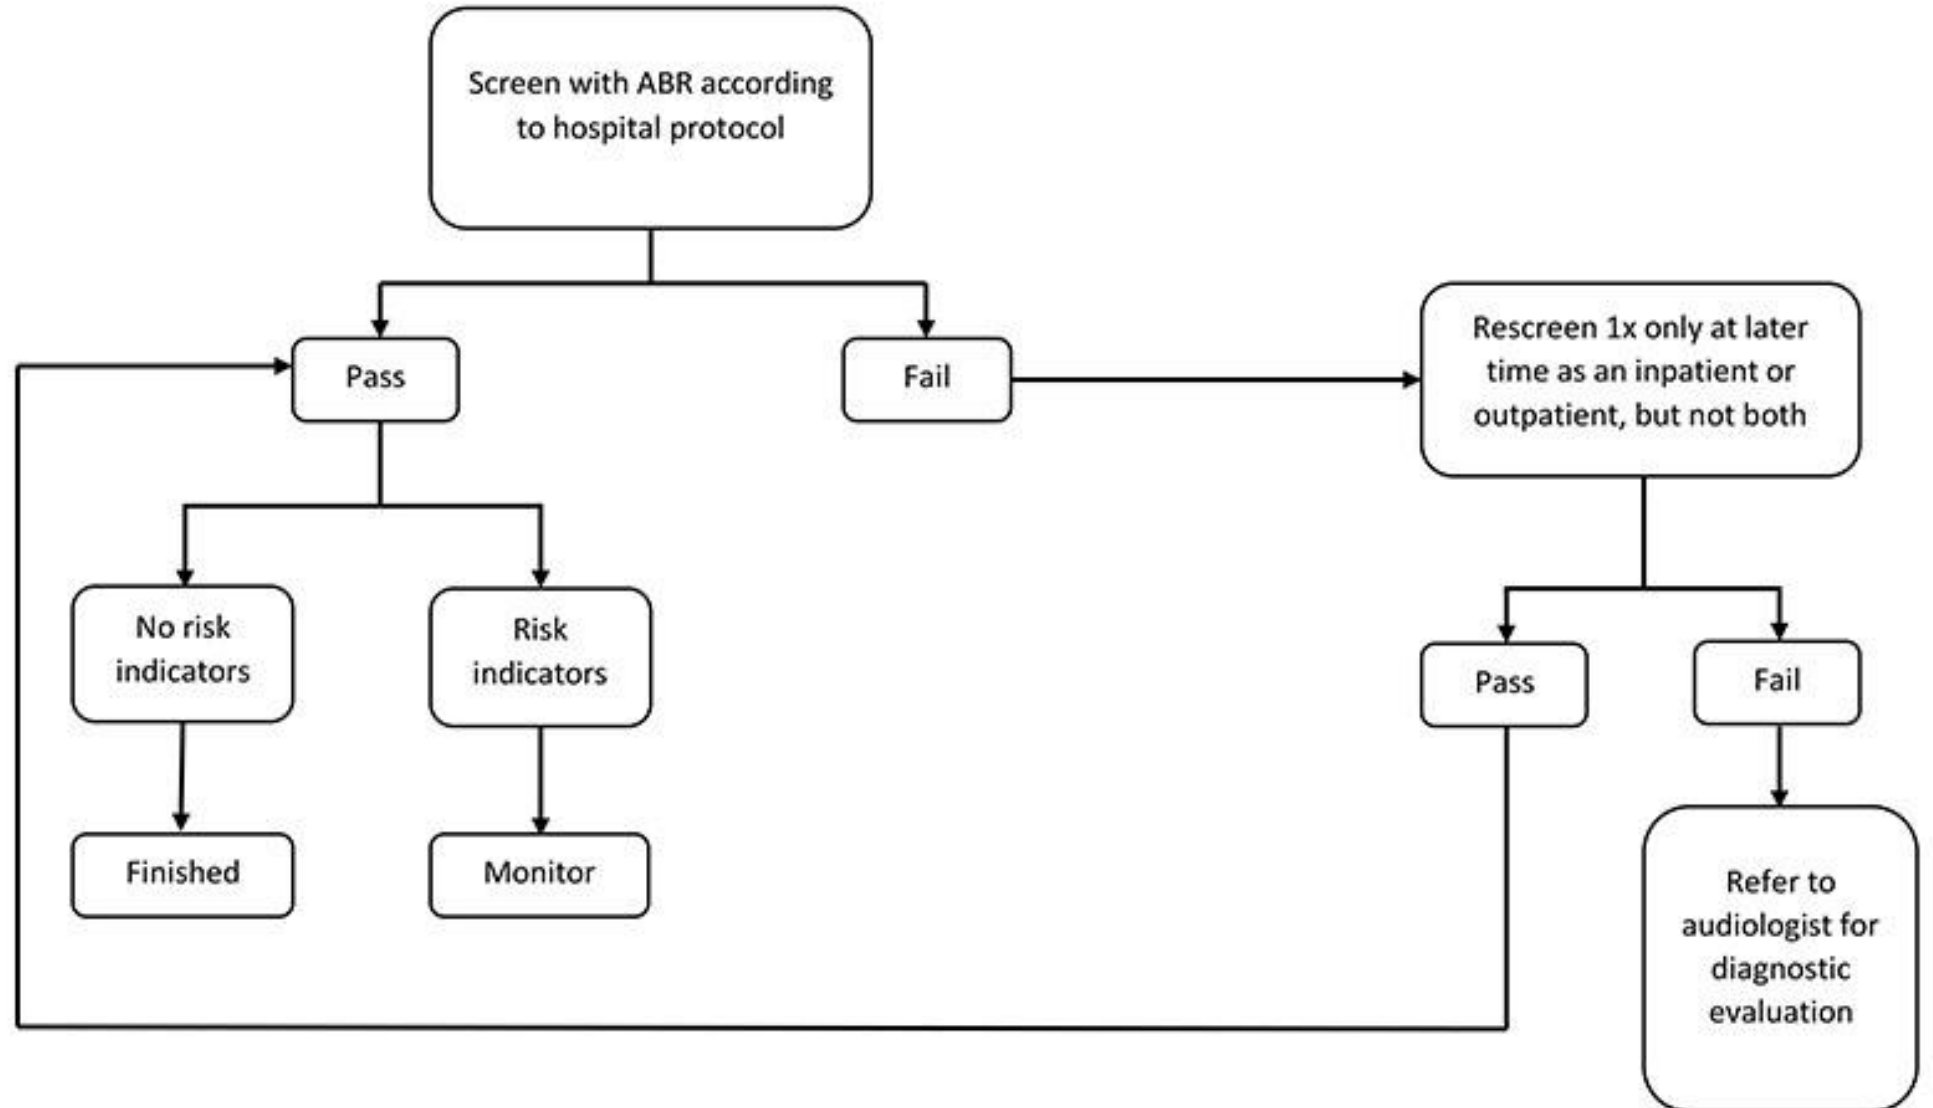 Screen with ABR according
to hospital protocol
Pass
Fail
Rescreen 1x only at later
time as an inpatient or
outpatient, but not both
No risk
indicators
Risk
indicators
Pass
Fail
Finished
Monitor
Refer to
audiologist for
diagnostic
evaluation